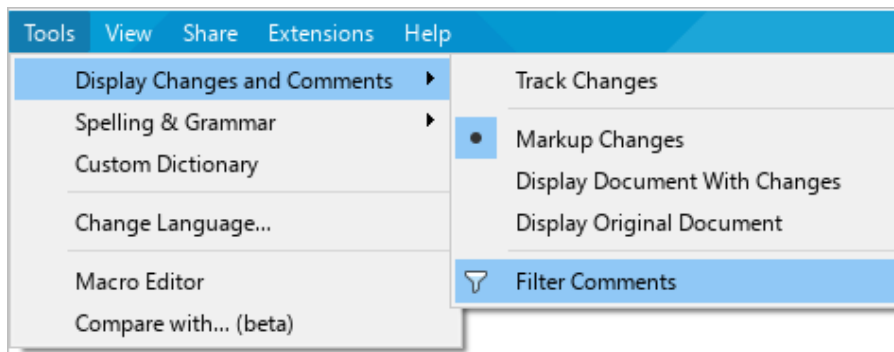 Tools View Share Extensions Help
Display Changes and Comments
Spelling & Grammar
Custom Dictionary
Change Language...
Macro Editor
Compare with... (beta)
Track Changes
Markup Changes
Display Document With Changes
Display Original Document
Filter Comments